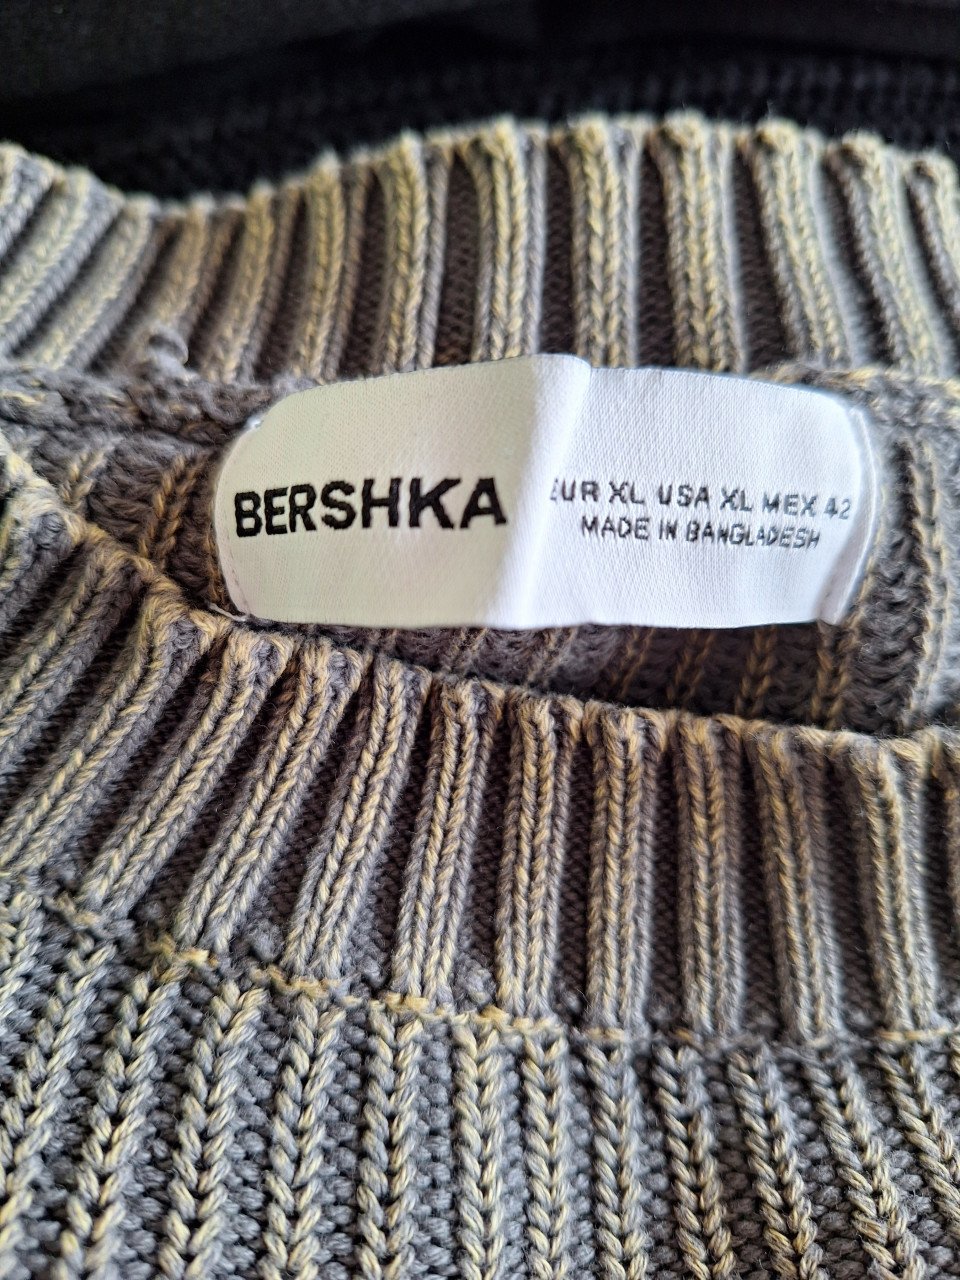 BERSHKA
EUR XL USA XL MEX 42
MADE IN BANGLADESH